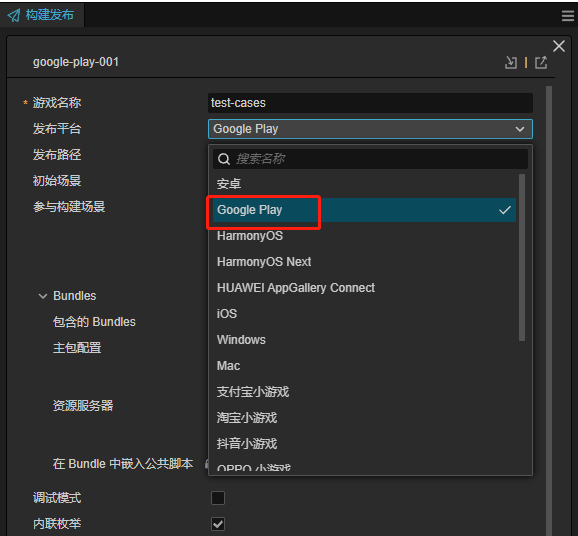 构建发布
google-play-001
* 游戏名称 test-cases
发布平台 Google Play
发布路径
搜索名称
初始场景
安卓
参与构建场景
Google Play
HarmonyOS
HarmonyOS Next
HUAWEI AppGallery Connect
Bundles
iOS
包含的 Bundles
Windows
主包配置
Mac
支付宝小游戏
资源服务器
淘宝小游戏
抖音小游戏
在 Bundle 中嵌入公共脚本
OPPO 小游戏
调试模式
内联枚举